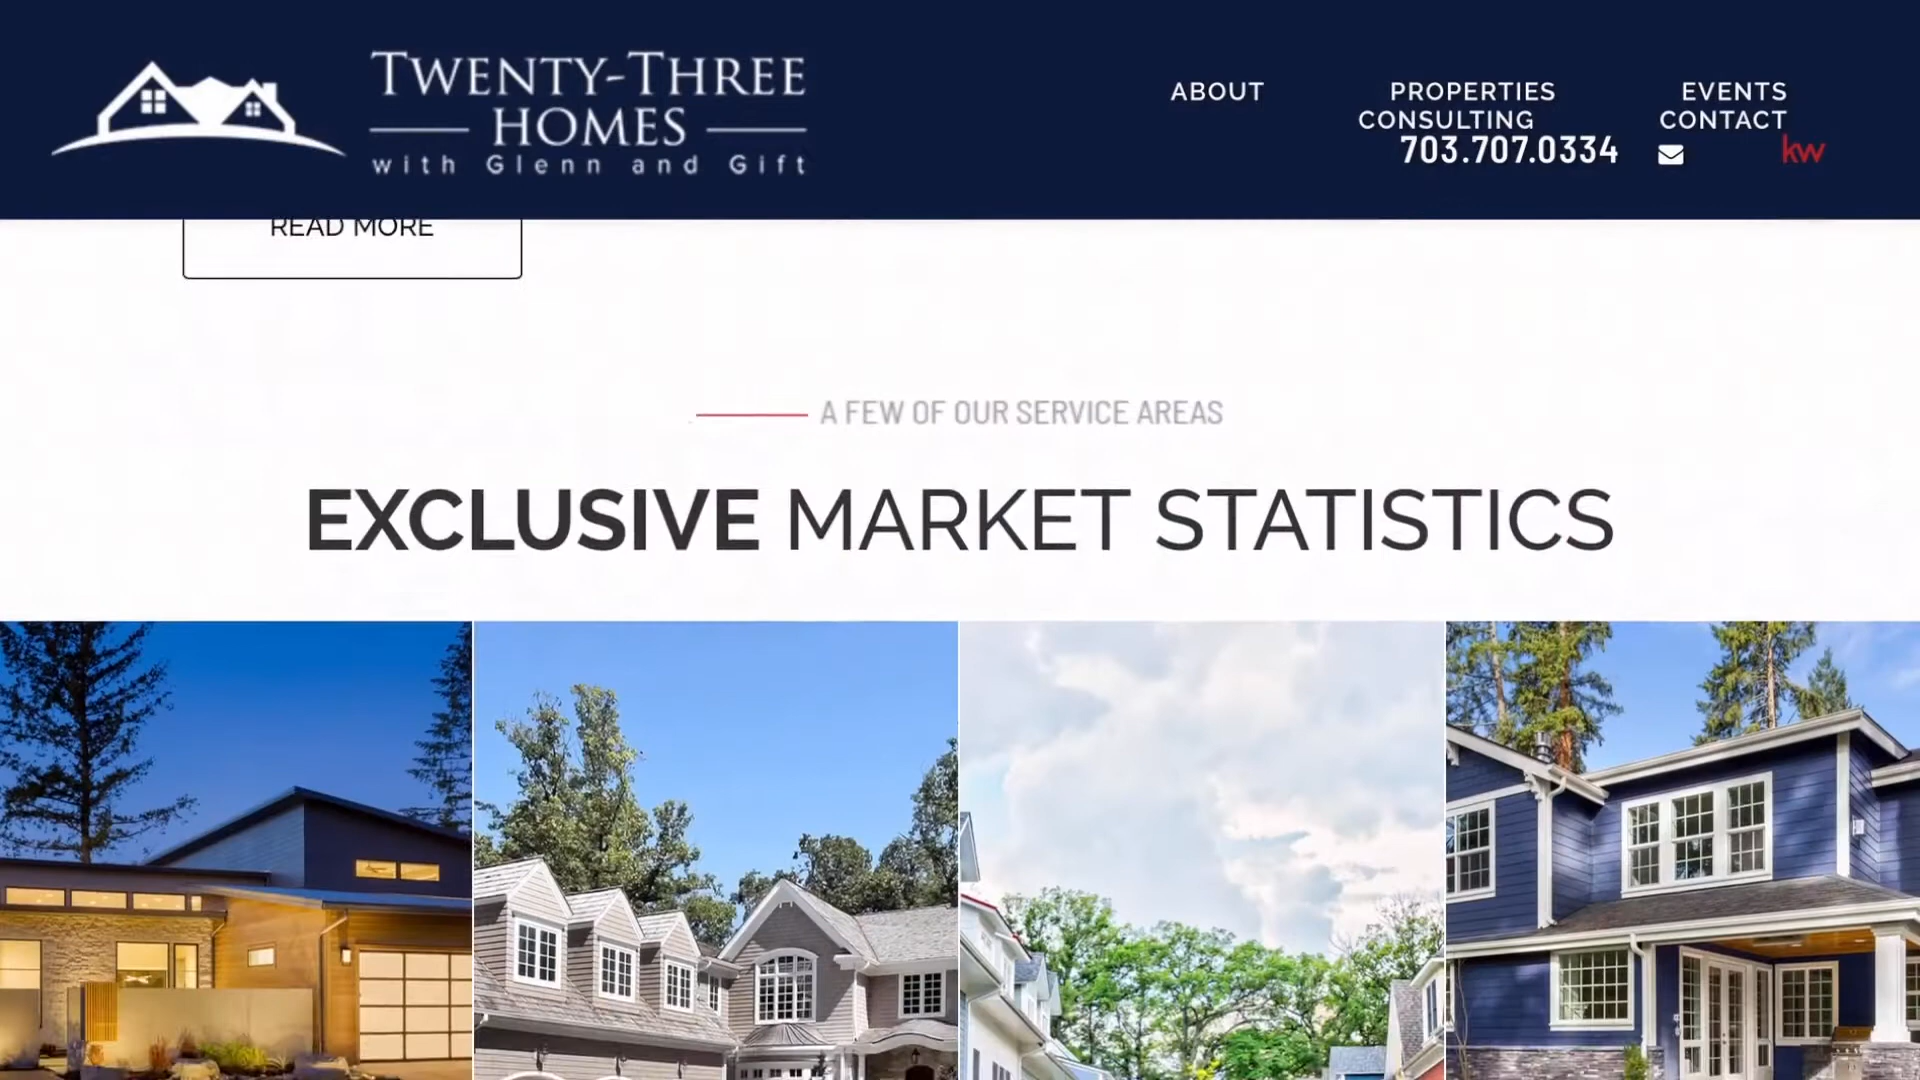 TWENTY-THREE
HOMES
with Glenn and Gift
ABOUT PROPERTIES EVENTS
CONSULTING CONTACT
703.707.0334
kw
READ MORE
A FEW OF OUR SERVICE AREAS
EXCLUSIVE MARKET STATISTICS